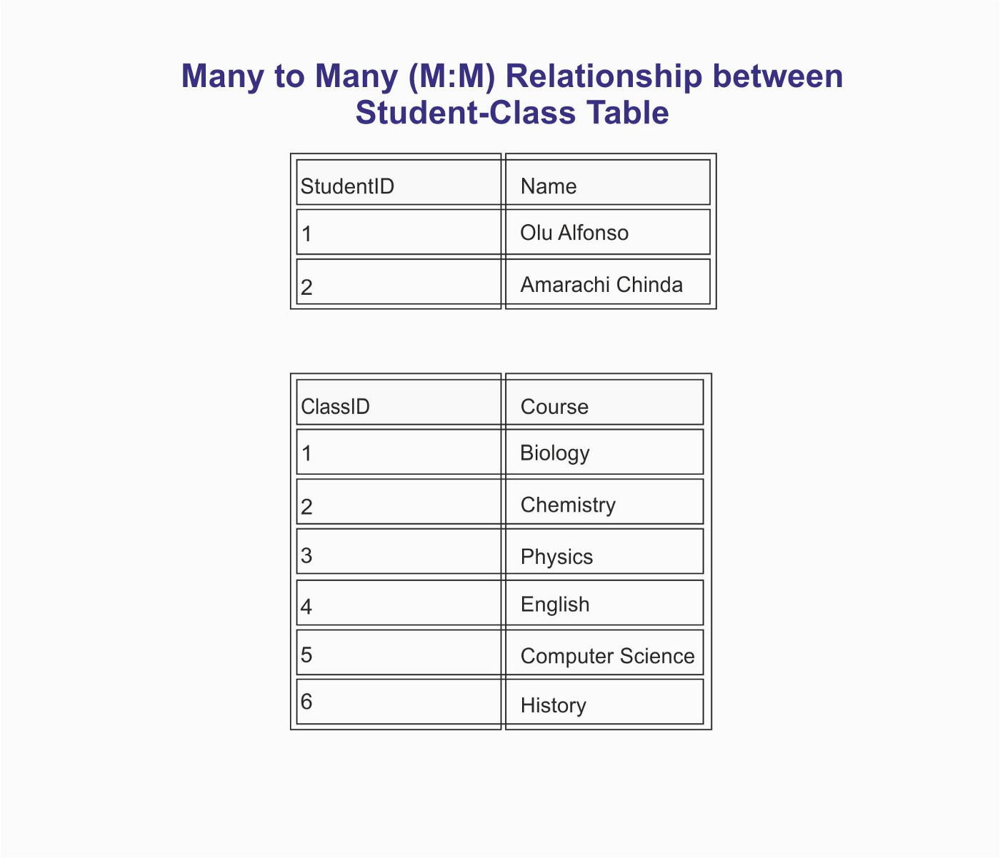 Many to Many (M:M) Relationship between
Student-Class Table
StudentID Name
1 Olu Alfonso
2 Amarachi Chinda
ClassID Course
1 Biology
2 Chemistry
3 Physics
4 English
5 Computer Science
6 History